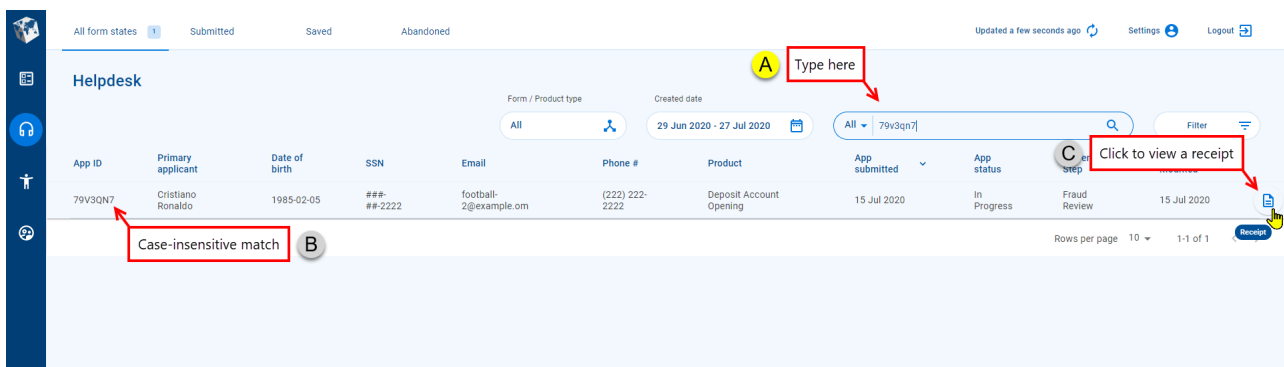 All form states 1 Submitted Saved Abandoned Updated a few seconds ago Settings Logout
Helpdesk
A Type here
Form / Product type Created date
All 29 Jun 2020 - 27 Jul 2020 All 79v3qn7 Filter
C Click to view a receipt
App ID Primary applicant Date of birth SSN Email Phone # Product App submitted App status Step
79V3QN7 Cristiano Ronaldo 1985-02-05 ###-##-2222 football-2@example.om (222) 222-2222 Deposit Account Opening 15 Jul 2020 In Progress Fraud Review 15 Jul 2020
Case-insensitive match B
Rows per page 10 1-1 of 1 Receipt